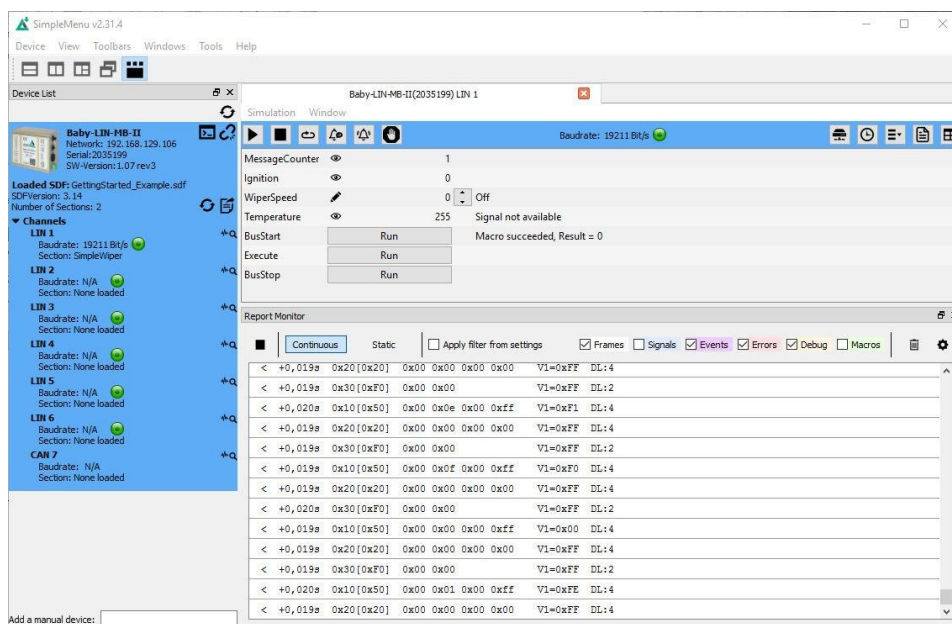 SimpleMenu v2.31.4
Device View Toolbars Windows Tools Help
Device List
Baby-LIN-MB-II
Network: 192.168.129.106
Serial:2035199
SW-Version:1.07 rev3
Loaded SDF: GettingStarted_Example.sdf
SDFVersion: 3.14
Number of Sections: 2
Channels
LIN 1
Baudrate: 19211 Bit/s
Section: SimpleWiper
LIN 2
Baudrate: N/A
Section: None loaded
LIN 3
Baudrate: N/A
Section: None loaded
LIN 4
Baudrate: N/A
Section: None loaded
LIN 5
Baudrate: N/A
Section: None loaded
LIN 6
Baudrate: N/A
Section: None loaded
CAN 7
Baudrate: N/A
Section: None loaded
Add a manual device:
Baby-LIN-MB-II(2035199) LIN 1
Simulation Window
Baudrate: 19211 Bit/s
MessageCounter 1
Ignition 0
WiperSpeed 0 Off
Temperature 255 Signal not available
BusStart Run Macro succeeded, Result = 0
Execute Run
BusStop Run
Report Monitor
Continuous Static Apply filter from settings Frames Signals Events Errors Debug Macros
< +0,019s 0x20[0x20] 0x00 0x00 0x00 0x00 V1=0xFF DL:4
< +0,019s 0x30[0xF0] 0x00 0x00 V1=0xFF DL:2
< +0,020s 0x10[0x50] 0x00 0x0e 0x00 0xff V1=0xF1 DL:4
< +0,019s 0x20[0x20] 0x00 0x00 0x00 0x00 V1=0xFF DL:4
< +0,019s 0x30[0xF0] 0x00 0x00 V1=0xFF DL:2
< +0,019s 0x10[0x50] 0x00 0x0f 0x00 0xff V1=0xF0 DL:4
< +0,019s 0x20[0x20] 0x00 0x00 0x00 0x00 V1=0xFF DL:4
< +0,020s 0x30[0xF0] 0x00 0x00 V1=0xFF DL:2
< +0,019s 0x10[0x50] 0x00 0x00 0x00 0xff V1=0x00 DL:4
< +0,019s 0x20[0x20] 0x00 0x00 0x00 0x00 V1=0xFF DL:4
< +0,019s 0x30[0xF0] 0x00 0x00 V1=0xFF DL:2
< +0,020s 0x10[0x50] 0x00 0x01 0x00 0xff V1=0xFE DL:4
< +0,019s 0x20[0x20] 0x00 0x00 0x00 0x00 V1=0xFF DL:4